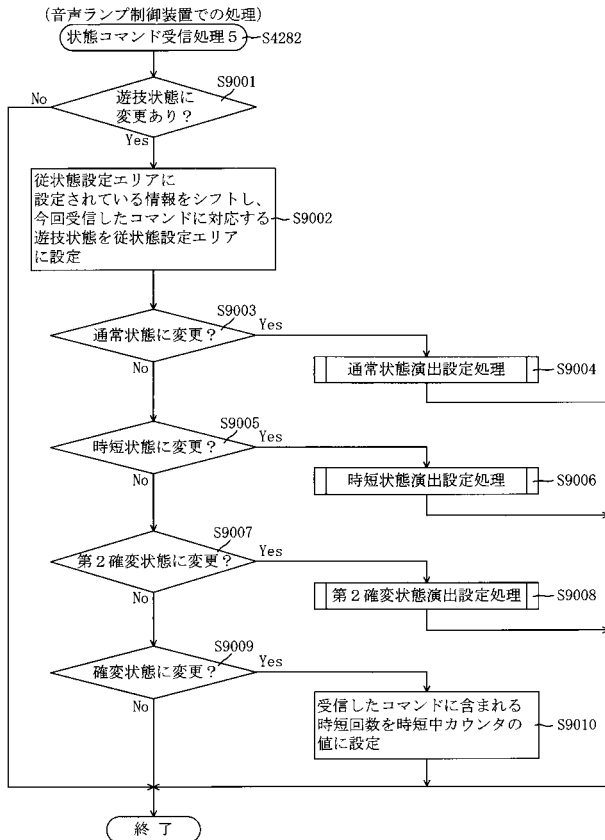 (音声ランプ制御装置での処理)
状態コマンド受信処理5
S4282
S9001
No
遊技状態に
変更あり?
Yes
従状態設定エリアに
設定されている情報をシフトし、
今回受信したコマンドに対応する
遊技状態を従状態設定エリア
に設定
S9002
S9003
通常状態に変更?
Yes
No
通常状態演出設定処理
S9004
S9005
時短状態に変更?
Yes
No
時短状態演出設定処理
S9006
S9007
第2確変状態に変更?
Yes
No
第2確変状態演出設定処理
S9008
S9009
確変状態に変更?
Yes
No
受信したコマンドに含まれる
時短回数を時短中カウンタの
値に設定
S9010
終了